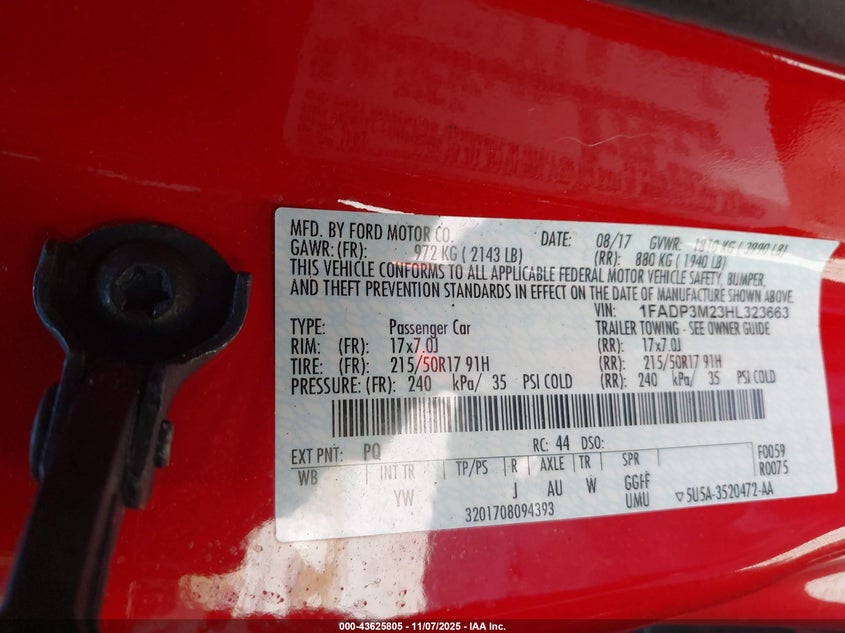 MFD. BY FORD MOTOR CO. DATE: 08/17 GVWR:
GAWR: (FR): 972 KG ( 2143 LB) (RR): 880 KG ( 1940 LB)
THIS VEHICLE CONFORMS TO ALL APPLICABLE FEDERAL MOTOR VEHICLE SAFETY, BUMPER,
AND THEFT PREVENTION STANDARDS IN EFFECT ON THE DATE OF MANUFACTURE SHOWN ABOVE.
VIN: 1FADP3M23HL323663
TYPE: Passenger Car TRAILER TOWING - SEE OWNER GUIDE
RIM: (FR): 17x7.0J (RR): 17x7.0J
TIRE: (FR): 215/50R17 91H (RR): 215/50R17 91H
PRESSURE: (FR): 240 kPa/ 35 PSI COLD (RR): 240 kPa/ 35 PSI COLD
RC: 44 DSO:
EXT PNT: PQ F0059
WB INT TR TP/PS R AXLE TR SPR R0075
YW J AU W GGFF
3201708094393 UMU ▽5U5A-3520472-AA
000-43625805 - 11/07/2025 - IAA Inc.